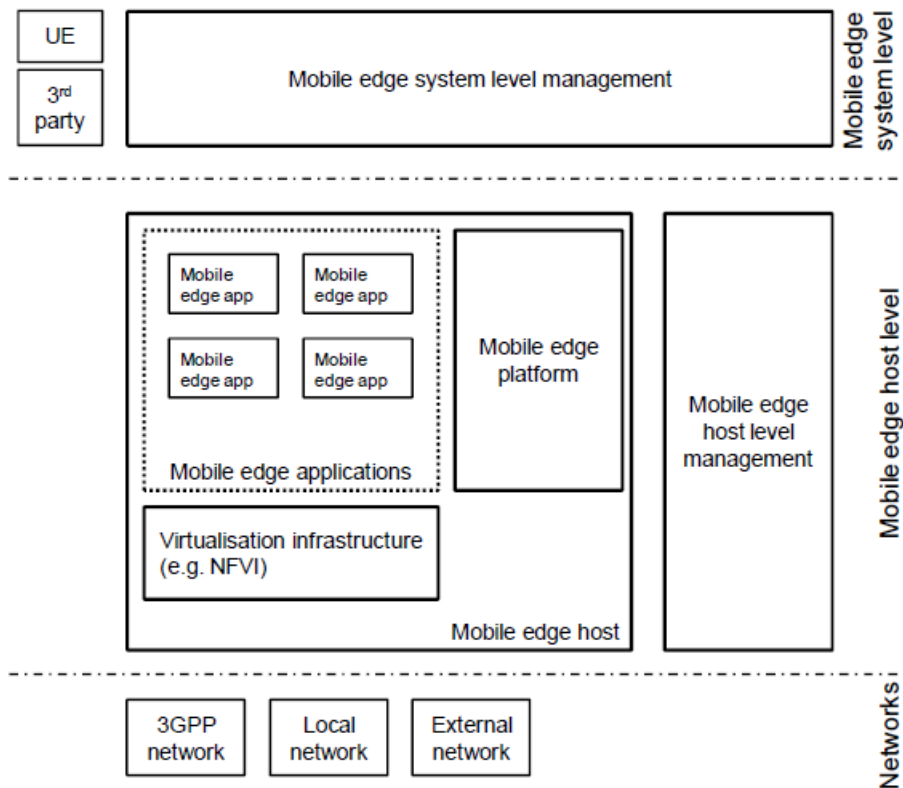 UE
3rd
party
Mobile edge system level management
Mobile edge
system level
Mobile
edge app
Mobile
edge app
Mobile
edge app
Mobile
edge app
Mobile edge applications
Mobile edge
platform
Virtualisation infrastructure
(e.g. NFVI)
Mobile edge host
Mobile edge
host level
management
Mobile edge host level
3GPP
network
Local
network
External
network
Networks